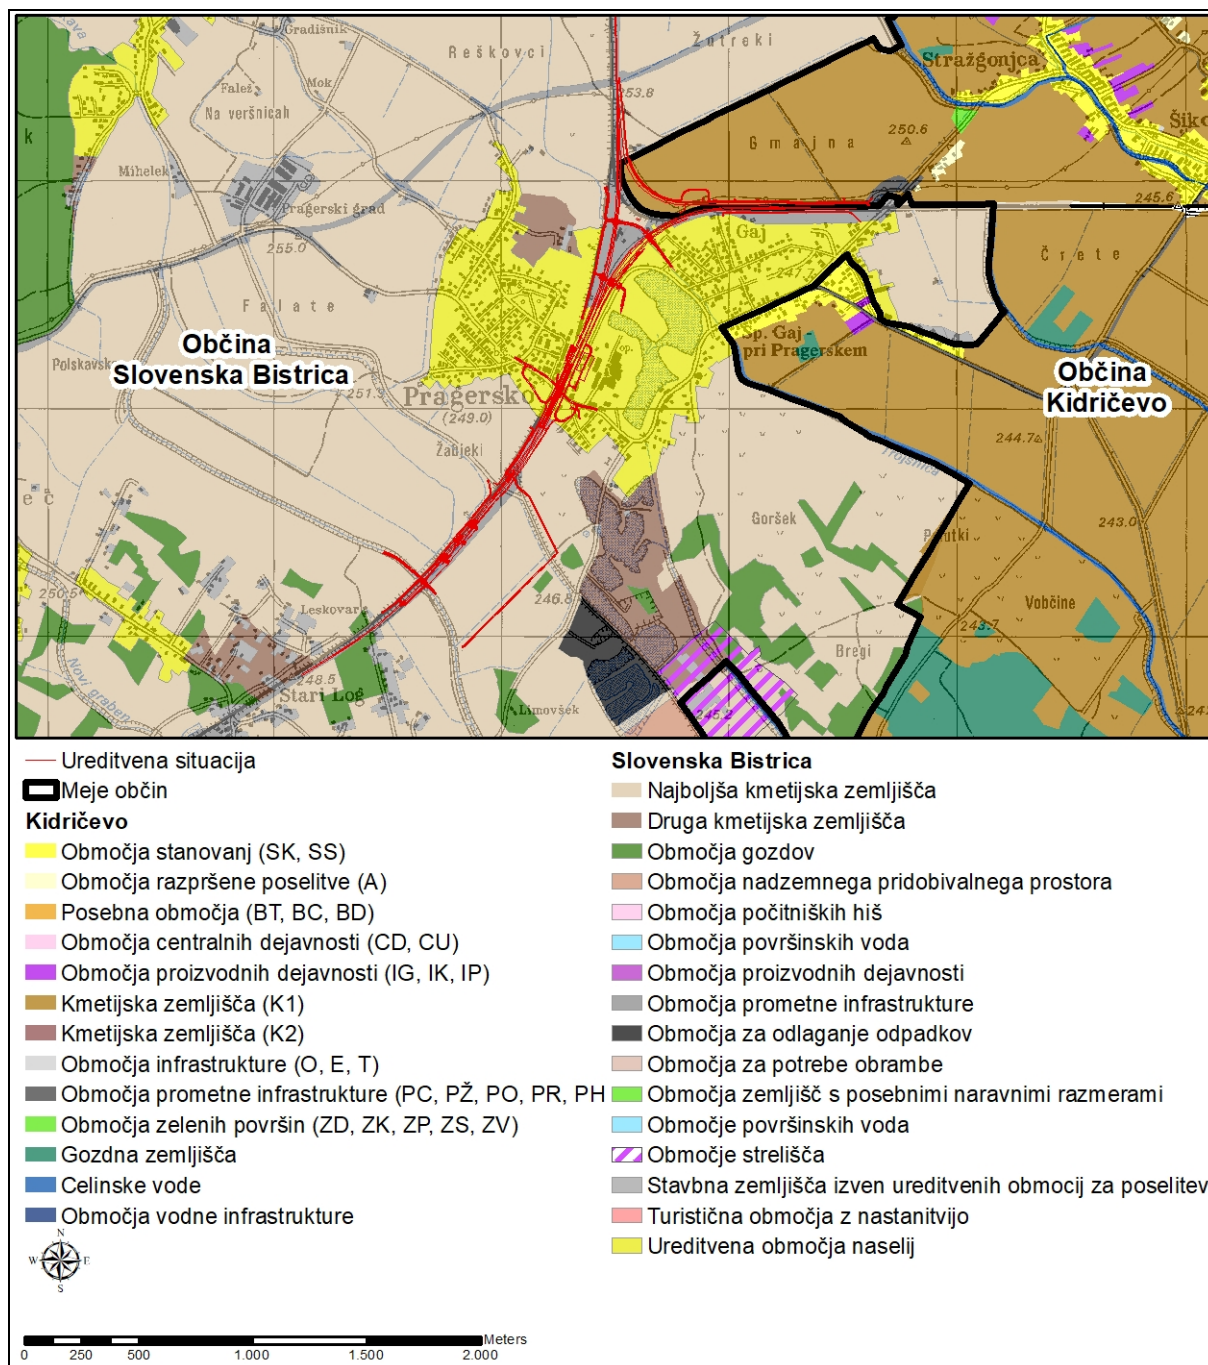 Gradišnik
Reškovci
Žutreki
Stražgonjca
Falež
Mok
253.8
Na veršnicah
250.6
Šiko
k
Gmajna
Mihelek
Pragerski grad
245.6
255.0
Gaj
Črete
Falate
Občina
Slovenska Bistrica
Sp. Gaj -
pri Pragerskem
Polskavsk
Občina
Kidričevo
251.9
Pragersko
(249.0)
244.7
Žabjeki
eč
Goršek
243.0
250.5
246.8
Leskovar
Vobčine
243.7
Bregi
Novi graben
248.5
Stari Log
Limovšek
245.2
Ureditvena situacija
Meje občin
Kidričevo
Območja stanovanj (SK, SS)
Območja razpršene poselitve (A)
Posebna območja (BT, BC, BD)
Območja centralnih dejavnosti (CD, CU)
Območja proizvodnih dejavnosti (IG, IK, IP)
Kmetijska zemljišča (K1)
Kmetijska zemljišča (K2)
Območja infrastrukture (O, E, T)
Območja prometne infrastrukture (PC, PŽ, PO, PR, PH
Območja zelenih površin (ZD, ZK, ZP, ZS, ZV)
Gozdna zemljišča
Celinske vode
Območja vodne infrastrukture
Slovenska Bistrica
Najboljša kmetijska zemljišča
Druga kmetijska zemljišča
Območja gozdov
Območja nadzemnega pridobivalnega prostora
Območja počitniških hiš
Območja površinskih voda
Območja proizvodnih dejavnosti
Območje prometne infrastrukture
Območja za odlaganje odpadkov
Območja za potrebe obrambe
Območja zemljišč s posebnimi naravnimi razmerami
Območje površinskih voda
Območje strelišča
Stavbna zemljišča izven ureditvenih obmocij za poselitev
Turistična območja z nastanitvijo
Ureditvena območja naselij
N
W E
S
Meters
0 250 500 1.000 1.500 2.000